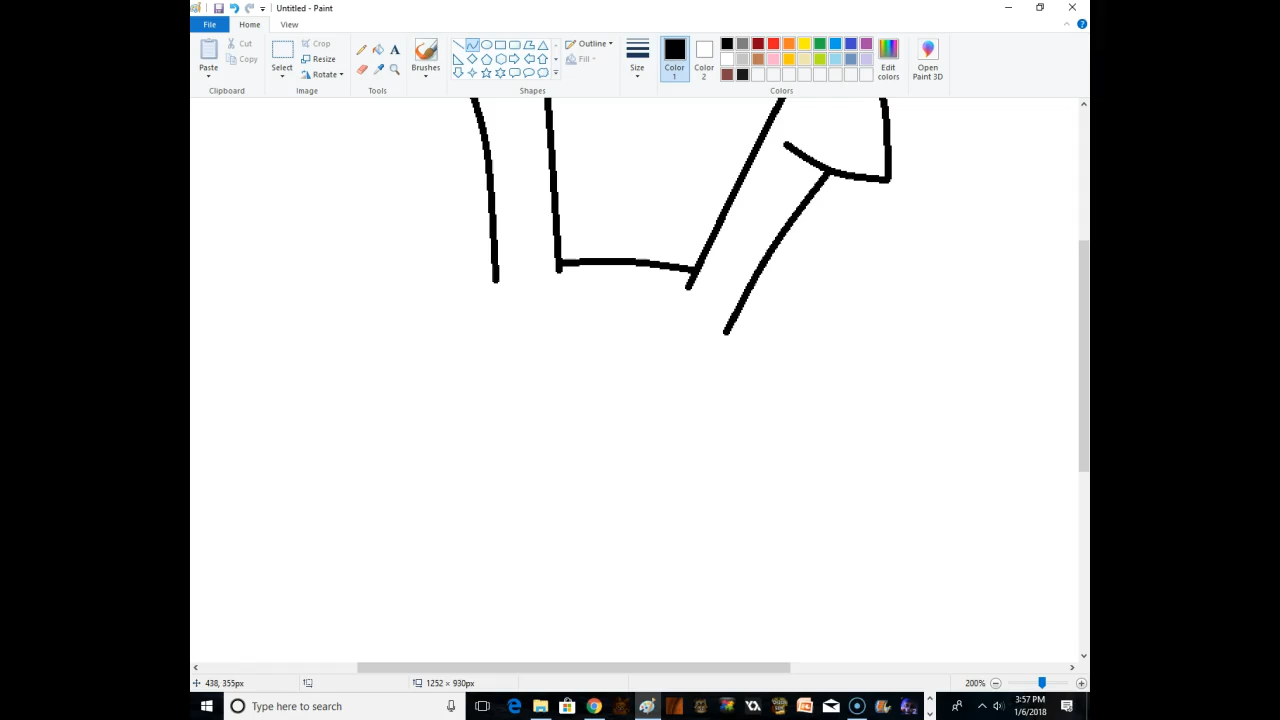 Untitled - Paint
File Home View
Paste Cut Copy
Clipboard
Select Crop Resize Rotate
Image
Tools
Brushes
Outline Fill
Shapes
Size
Color 1
Color 2
Edit colors
Colors
Open Paint 3D
438, 355px
1252 × 930px
200%
Type here to search
3:57 PM
1/6/2018